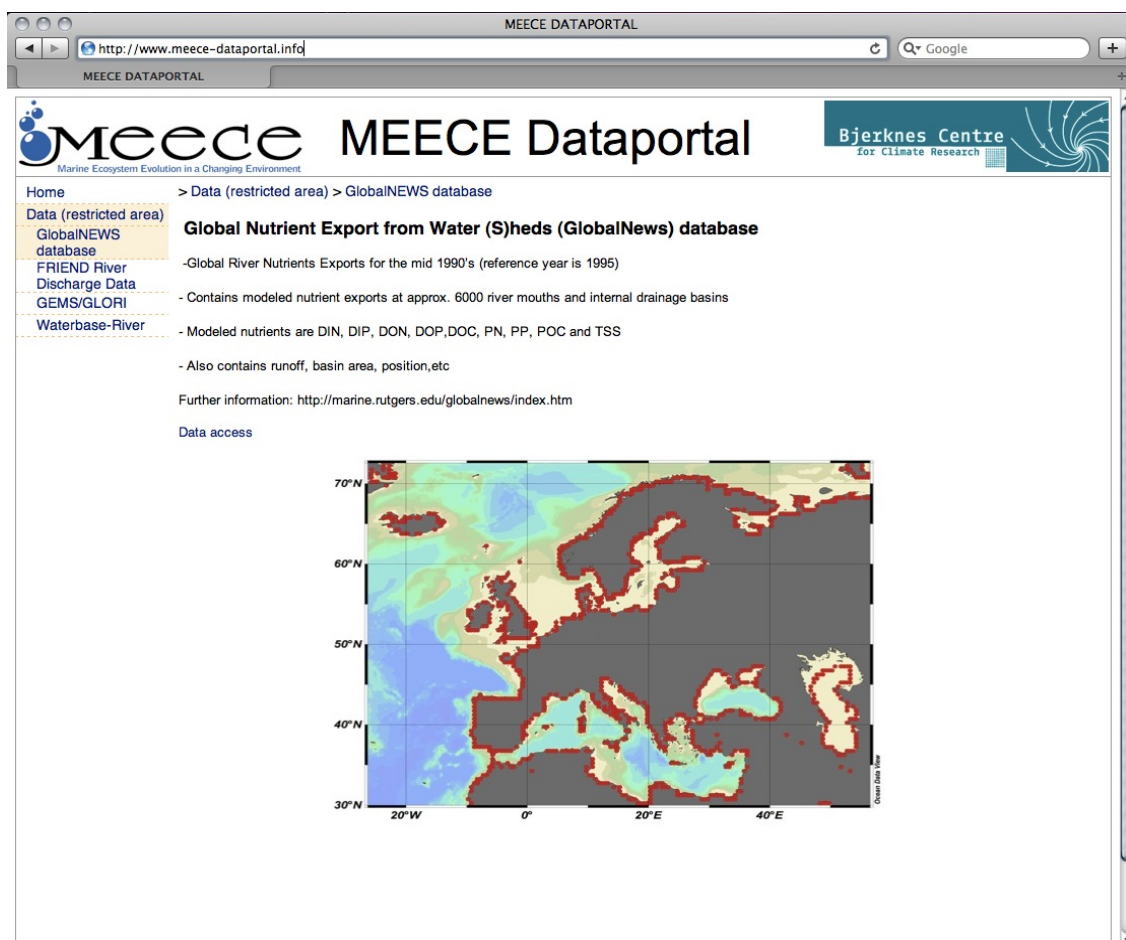 MEECE DATAPORTAL
http://www.meece-dataportal.info
Google
MEECE DATAPORTAL
meece
Marine Ecosystem Evolution in a Changing Environment
MEECE Dataportal
Bjerknes Centre
for Climate Research
Home
Data (restricted area)
GlobalNEWS
database
FRIEND River
Discharge Data
GEMS/GLORI
Waterbase-River
> Data (restricted area) > GlobalNEWS database
Global Nutrient Export from Water (S)heds (GlobalNews) database
-Global River Nutrients Exports for the mid 1990's (reference year is 1995)
- Contains modeled nutrient exports at approx. 6000 river mouths and internal drainage basins
- Modeled nutrients are DIN, DIP, DON, DOP,DOC, PN, PP, POC and TSS
- Also contains runoff, basin area, position,etc
Further information: http://marine.rutgers.edu/globalnews/index.htm
Data access
70°N
60°N
50°N
40°N
30°N
20°W 0° 20°E 40°E
Ocean Data View